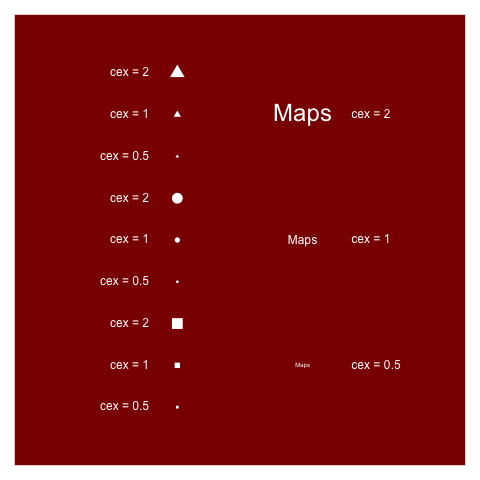 cex = 2
cex = 1
Maps cex = 2
cex = 0.5
cex = 2
cex = 1
Maps cex = 1
cex = 0.5
cex = 2
cex = 1
Maps cex = 0.5
cex = 0.5